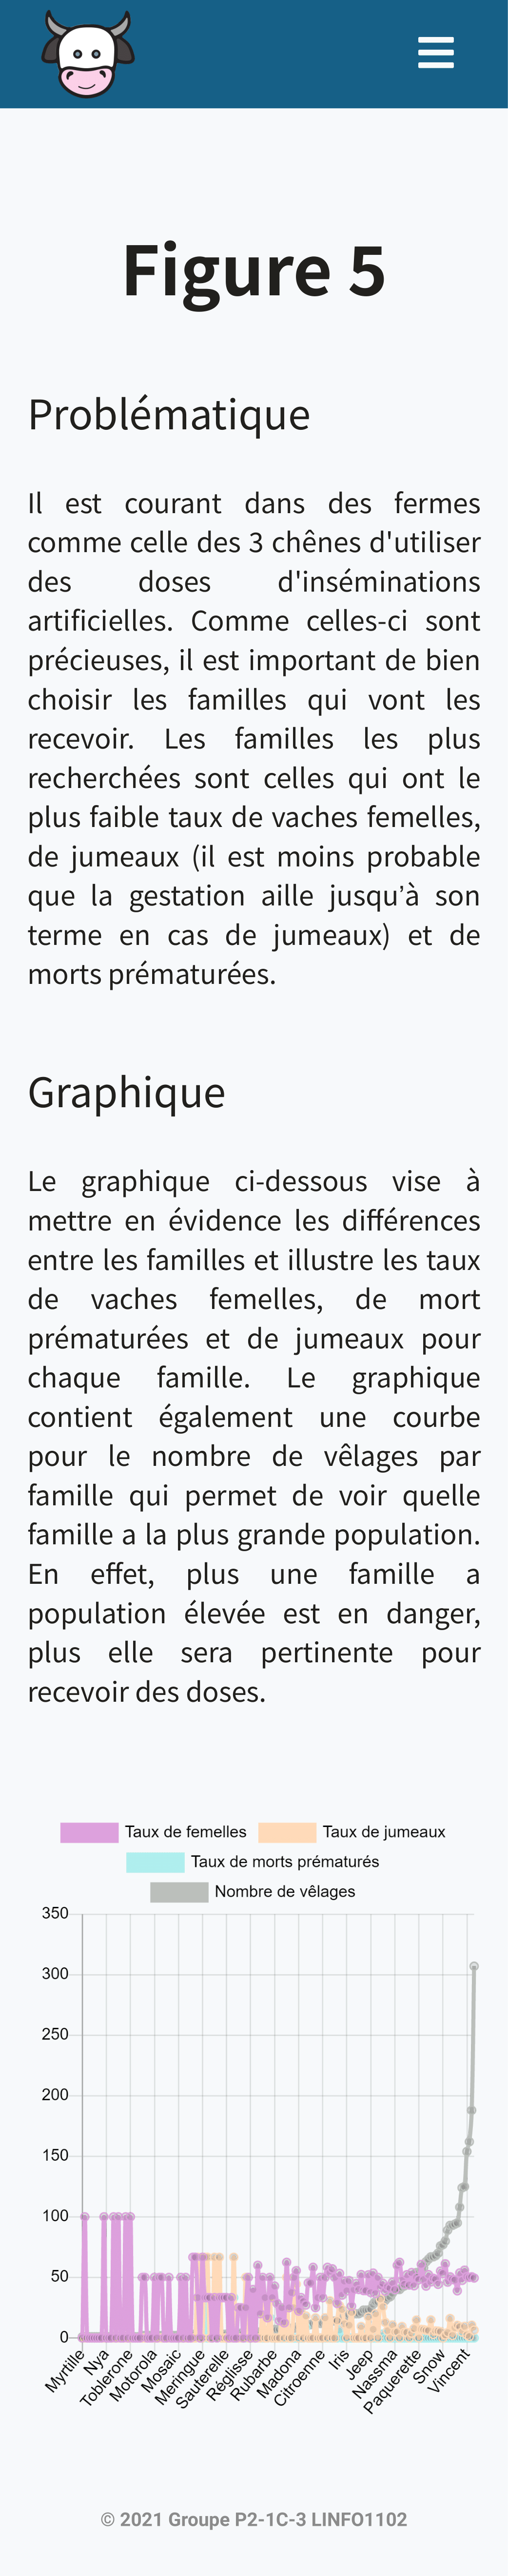 Figure 5
Problématique
Il est courant dans des fermes
comme celle des 3 chênes d'utiliser
des doses d'inséminations
artificielles. Comme celles-ci sont
précieuses, il est important de bien
choisir les familles qui vont les
recevoir. Les familles les plus
recherchées sont celles qui ont le
plus faible taux de vaches femelles,
de jumeaux (il est moins probable
que la gestation aille jusqu’à son
terme en cas de jumeaux) et de
morts prématurées.
Graphique
Le graphique ci-dessous vise à
mettre en évidence les différences
entre les familles et illustre les taux
de vaches femelles, de mort
prématurées et de jumeaux pour
chaque famille. Le graphique
contient également une courbe
pour le nombre de vêlages par
famille qui permet de voir quelle
famille a la plus grande population.
En effet, plus une famille a
population élevée est en danger,
plus elle sera pertinente pour
recevoir des doses.
Taux de femelles Taux de jumeaux
Taux de morts prématurés
Nombre de vêlages
350
300
250
200
150
100
50
0
Myrtille
Nya
Toblerone
Motorola
Mosaic
Meringue
Sauterelle
Réglisse
Rubarbe
Madona
Citroenne
Iris
Jeep
Nassma
Paquerette
Snow
Vincent
© 2021 Groupe P2-1C-3 LINFO1102